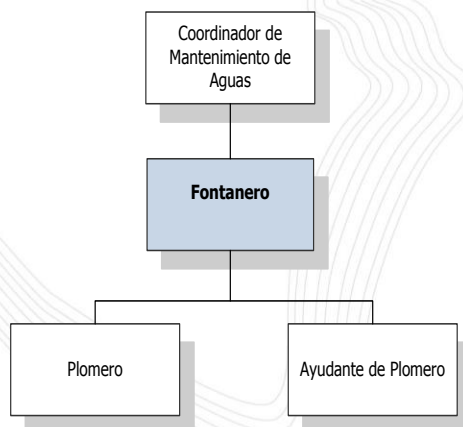 Coordinador de
Mantenimiento de
Aguas
Fontanero
Plomero
Ayudante de Plomero